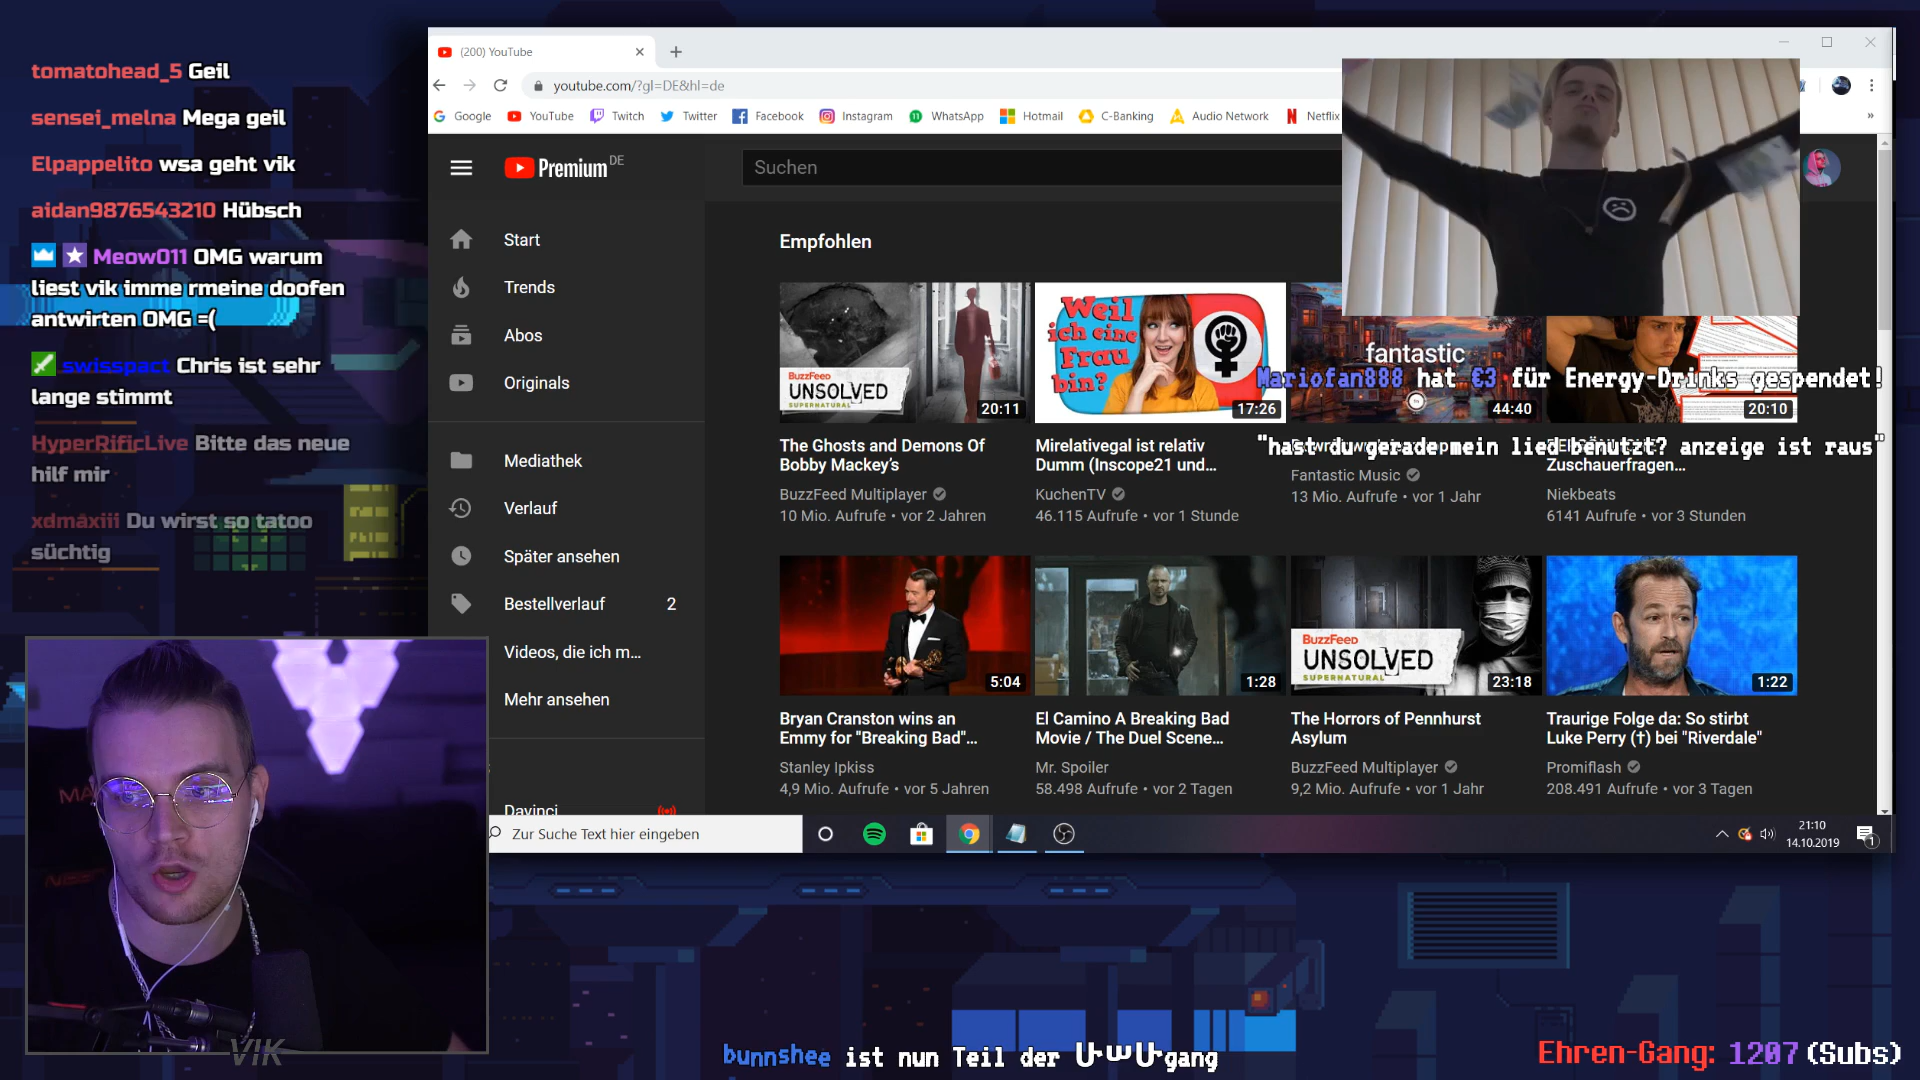 tomatohead_5 Geil
sensei_melna Mega geil
Elpappelito wsa geht vik
aidan9876543210 Hübsch
Meow011 OMG warum
liest vik imme rmeine doofen
antwirten OMG =(
swisspact Chris ist sehr
lange stimmt
HyperRificLive Bitte das neue
hilf mir
xdmâxiii Du wirst so tatoo
süchtig
VIK
(200) YouTube
youtube.com/?gl=DE&hl=de
Google YouTube Twitch Twitter Facebook Instagram WhatsApp Hotmail C-Banking Audio Network Netflix
Premium DE
Suchen
Start
Trends
Abos
Originals
Mediathek
Verlauf
Später ansehen
Bestellverlauf 2
Videos, die ich m...
Mehr ansehen
Davinci
Empfohlen
BuzzFeed
UNSOLVED
SUPERNATURAL
20:11
The Ghosts and Demons Of
Bobby Mackey's
BuzzFeed Multiplayer
10 Mio. Aufrufe • vor 2 Jahren
Weil
ich eine
Frau
bin?
17:26
Mirelativegal ist relativ
Dumm (Inscope21 und...
KuchenTV
46.115 Aufrufe • vor 1 Stunde
fantastic
44:40
Fantastic Music
13 Mio. Aufrufe • vor 1 Jahr
20:10
Zuschauerfragen...
Niekbeats
6141 Aufrufe • vor 3 Stunden
Mariofan888 hat €3 für Energy-Drinks gespendet!
"hast du gerade mein lied benutzt? anzeige ist raus"
5:04
Bryan Cranston wins an
Emmy for "Breaking Bad"...
Stanley Ipkiss
4,9 Mio. Aufrufe • vor 5 Jahren
1:28
El Camino A Breaking Bad
Movie / The Duel Scene...
Mr. Spoiler
58.498 Aufrufe • vor 2 Tagen
BuzzFeed
UNSOLVED
SUPERNATURAL
23:18
The Horrors of Pennhurst
Asylum
BuzzFeed Multiplayer
9,2 Mio. Aufrufe • vor 1 Jahr
1:22
Traurige Folge da: So stirbt
Luke Perry (†) bei "Riverdale"
Promiflash
208.491 Aufrufe • vor 3 Tagen
Zur Suche Text hier eingeben
21:10
14.10.2019
1
bunnshee ist nun Teil der ՄաՄgang
Ehren-Gang: 1207 (Subs)